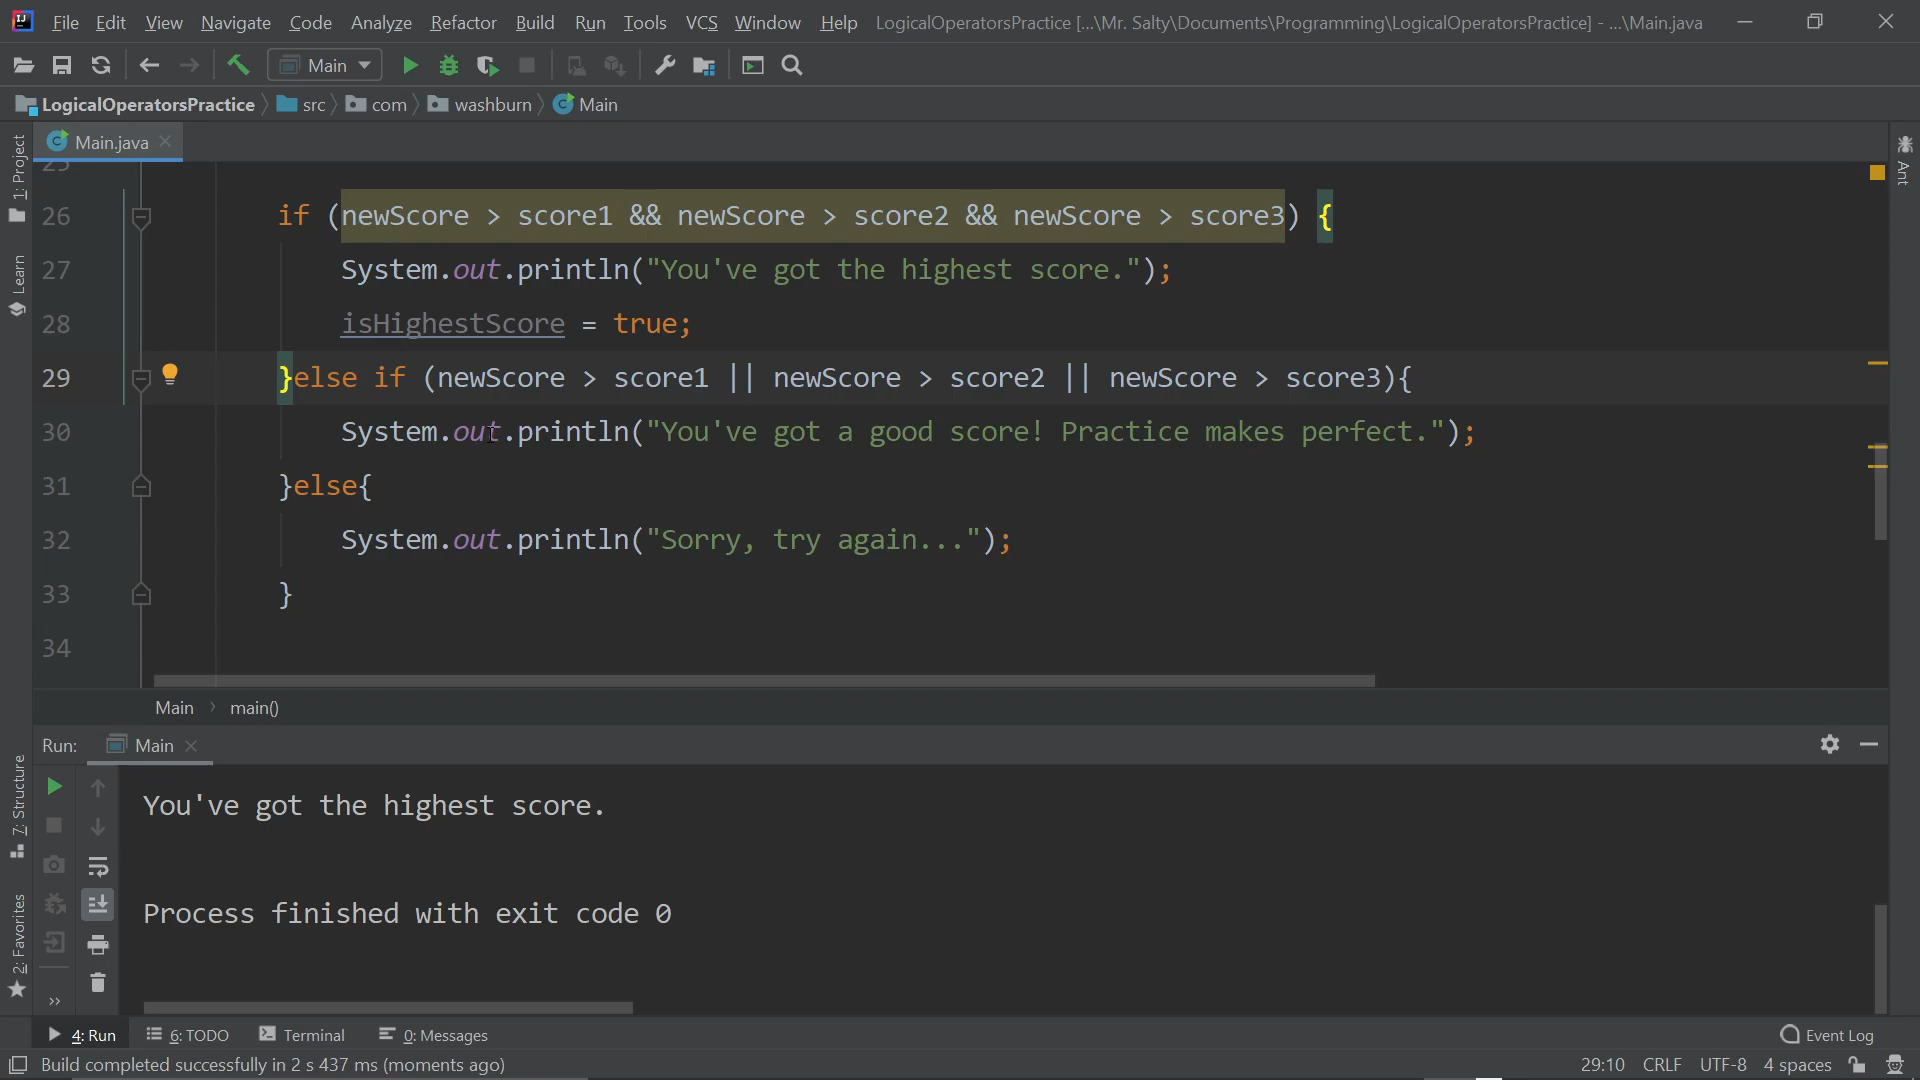 File Edit View Navigate Code Analyze Refactor Build Run Tools VCS Window Help LogicalOperatorsPractice [...\Mr. Salty\Documents\Programming\LogicalOperatorsPractice] - ...\Main.java
Main
LogicalOperatorsPractice src com washburn Main
Main.java
1: Project
Learn
7: Structure
2: Favorites
Ant
25
26 if (newScore > score1 && newScore > score2 && newScore > score3) {
27 System.out.println("You've got the highest score.");
28 isHighestScore = true;
29 }else if (newScore > score1 || newScore > score2 || newScore > score3){
30 System.out.println("You've got a good score! Practice makes perfect.");
31 }else{
32 System.out.println("Sorry, try again...");
33 }
34
Main > main()
Run: Main
You've got the highest score.
Process finished with exit code 0
4: Run 6: TODO Terminal 0: Messages Event Log
Build completed successfully in 2 s 437 ms (moments ago) 29:10 CRLF UTF-8 4 spaces